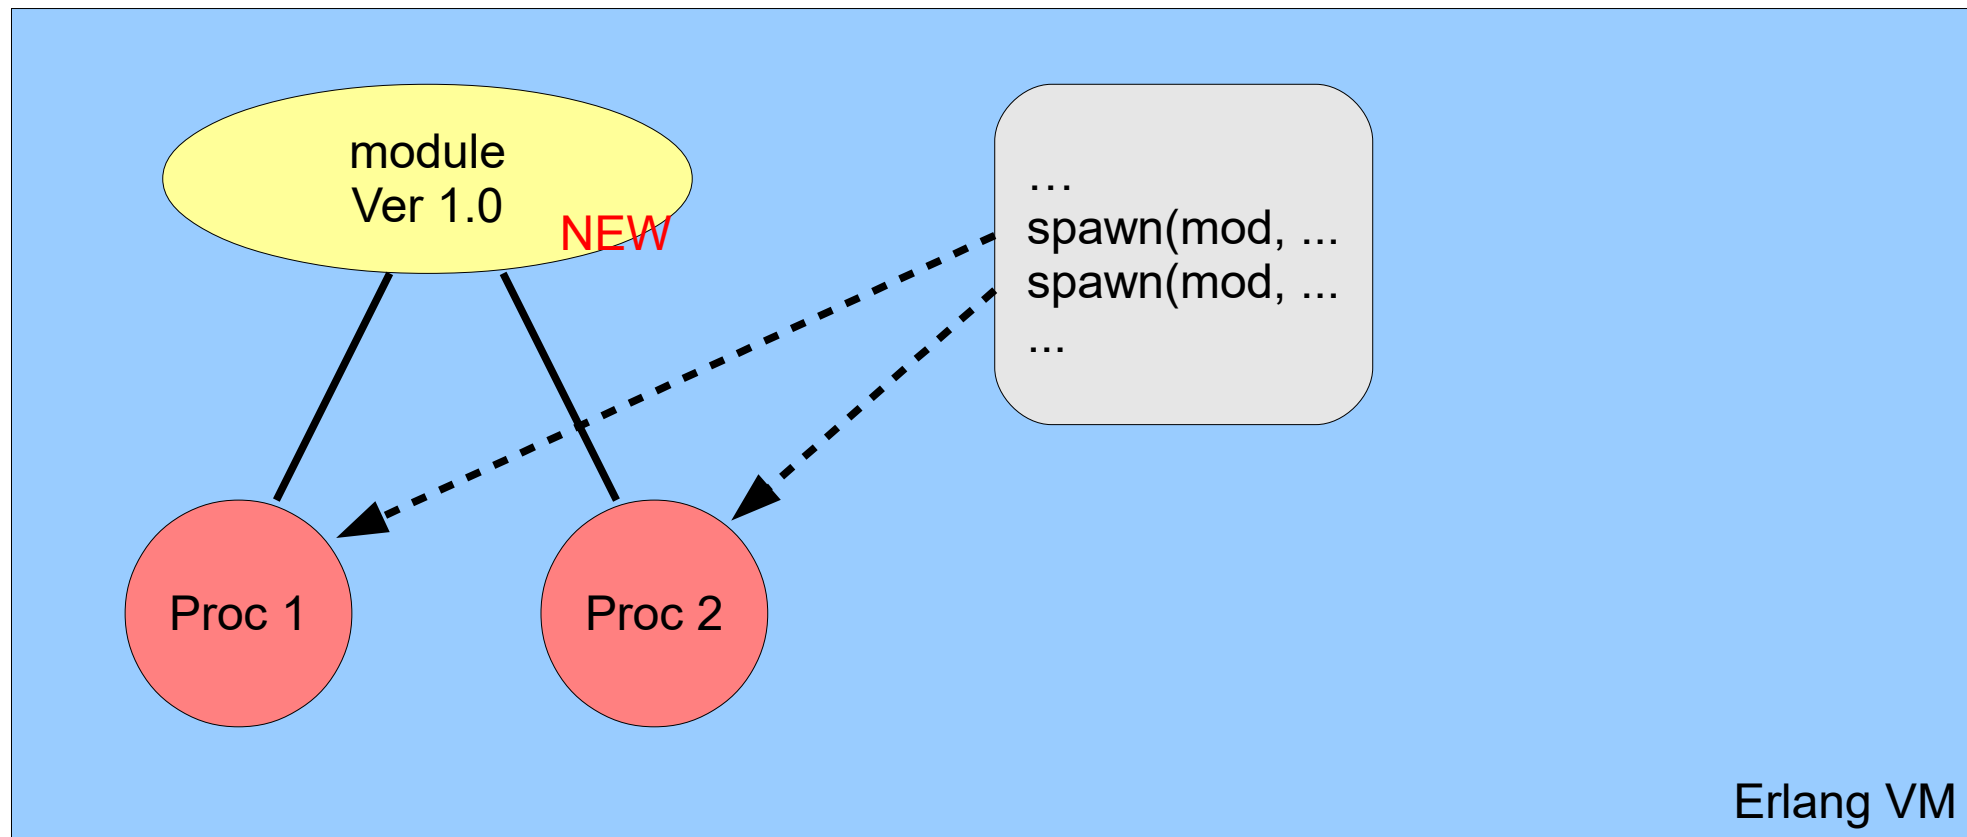 module
Ver 1.0
NEW
…
spawn(mod, ...
spawn(mod, ...
...
Proc 1
Proc 2
Erlang VM